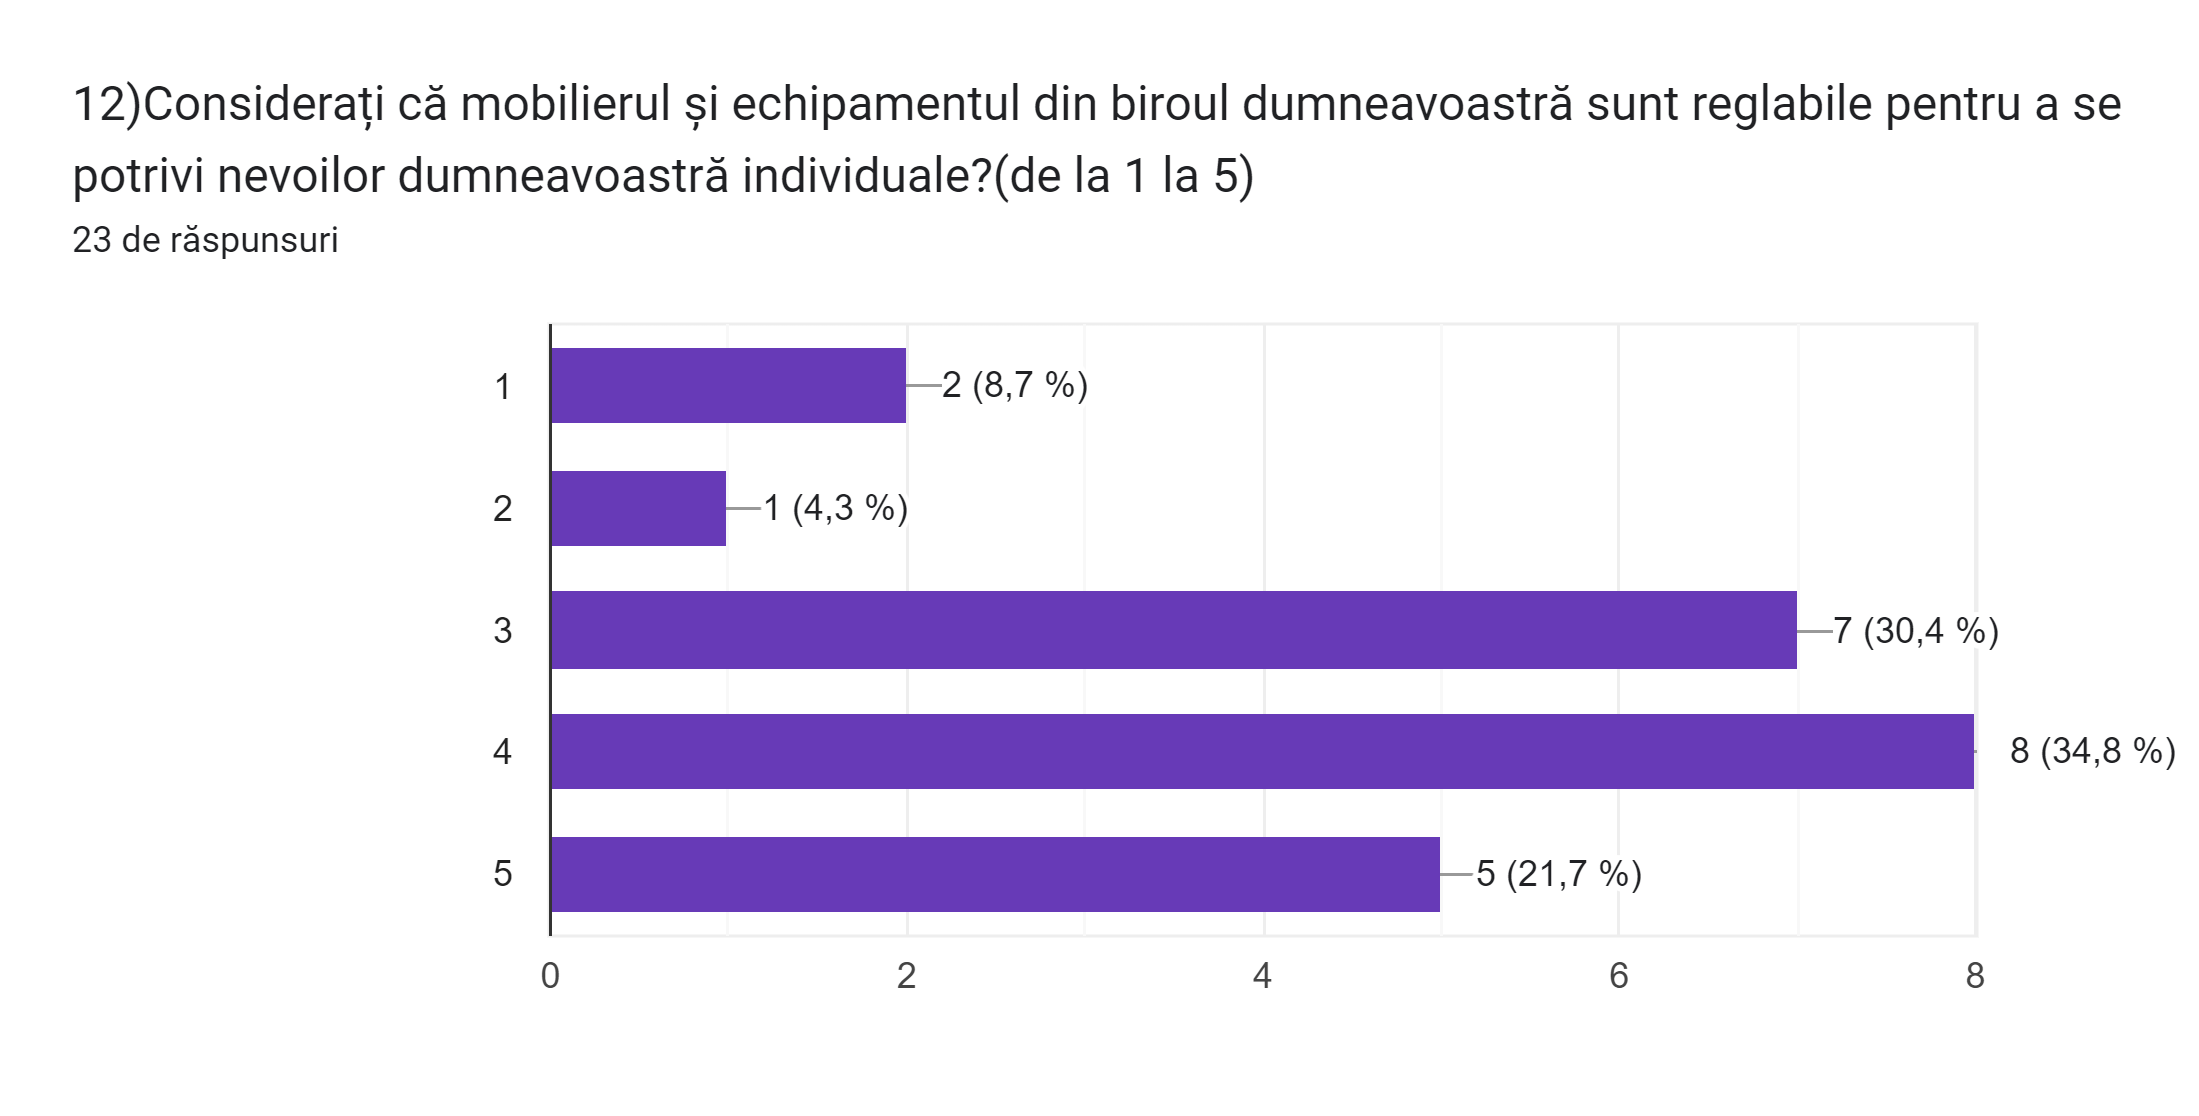 12)Considerați că mobilierul și echipamentul din biroul dumneavoastră sunt reglabile pentru a se
potrivi nevoilor dumneavoastră individuale?(de la 1 la 5)
23 de răspunsuri
1 2 (8,7 %)
2 1 (4,3 %)
3 7 (30,4 %)
4 8 (34,8 %)
5 5 (21,7 %)
0 2 4 6 8